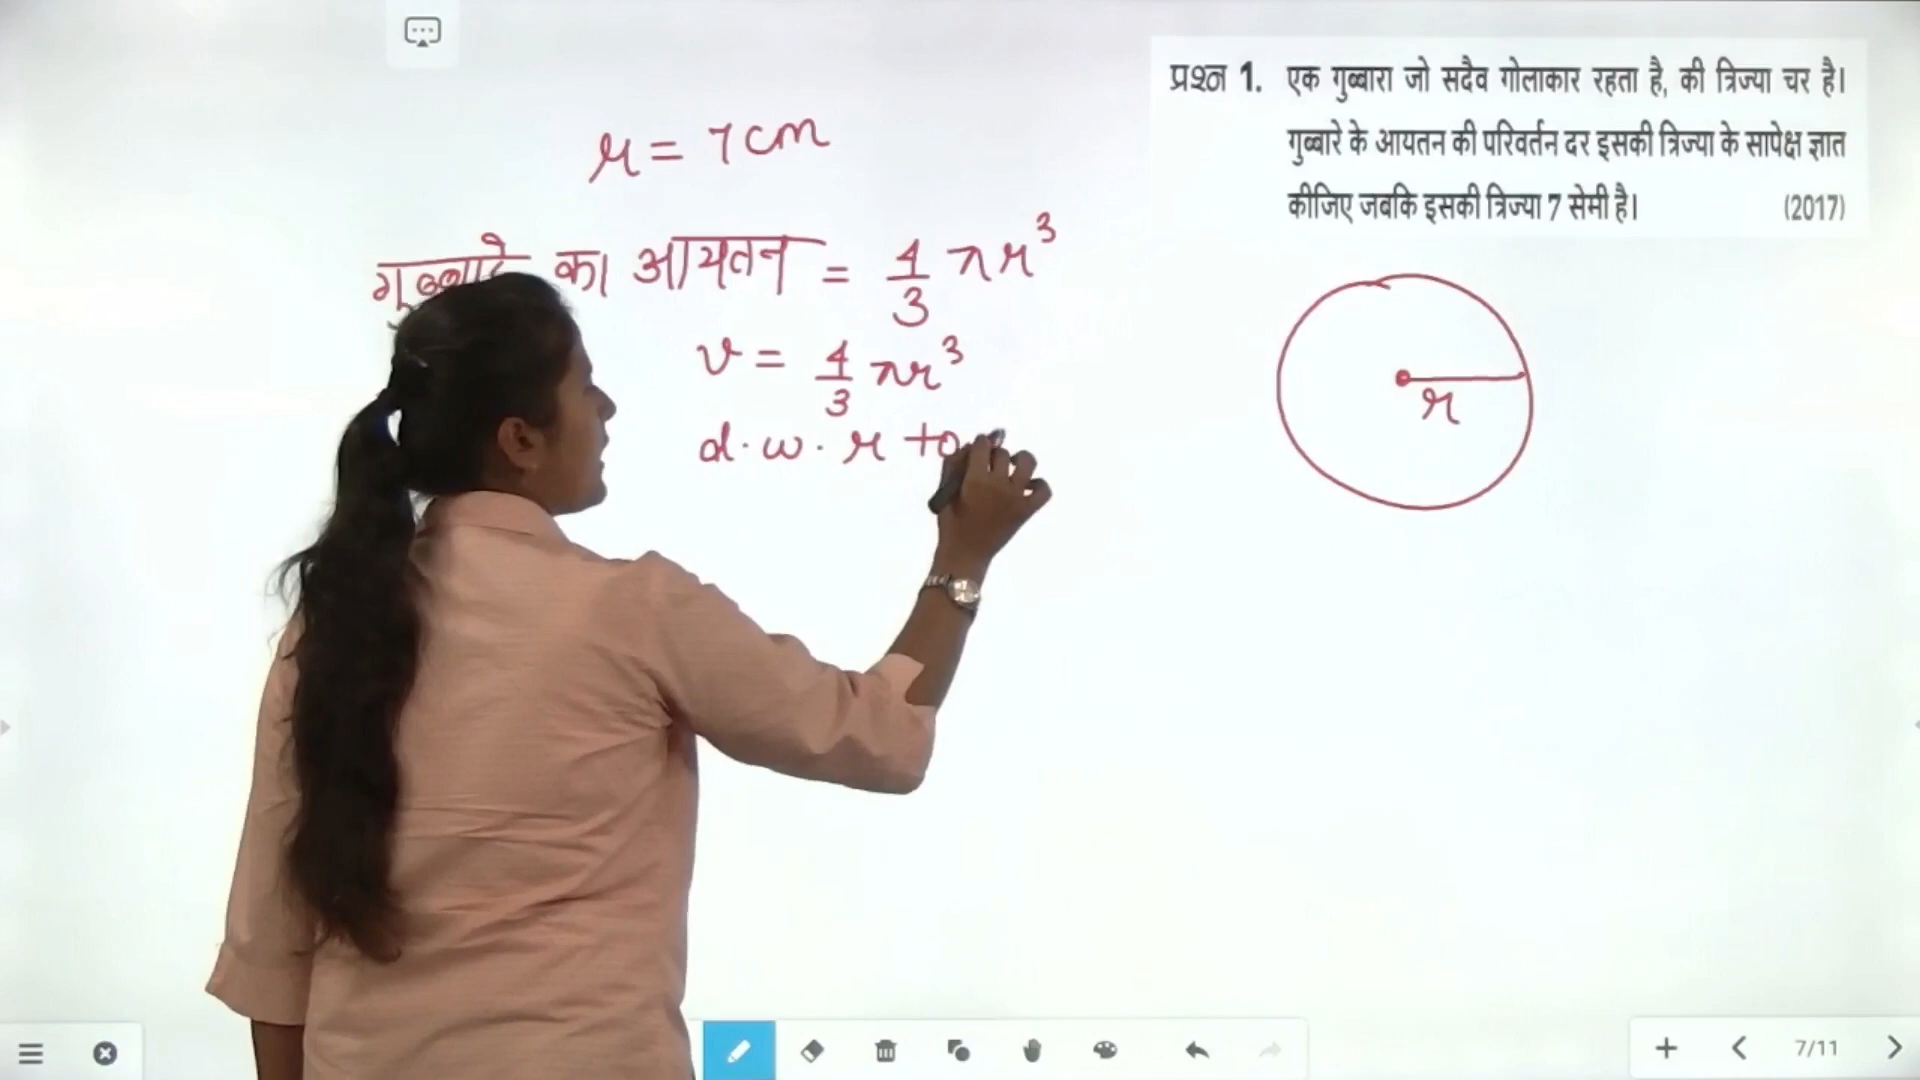 प्रश्न 1. एक गुब्बारा जो सदैव गोलाकार रहता है, की त्रिज्या चर है।
गुब्बारे के आयतन की परिवर्तन दर इसकी त्रिज्या के सापेक्ष ज्ञात
कीजिए जबकि इसकी त्रिज्या 7 सेमी है। (2017)
r = 7 cm
का आयतन = 4/3 πr³
v = 4/3 πr³
d. w. r to
r
7/11